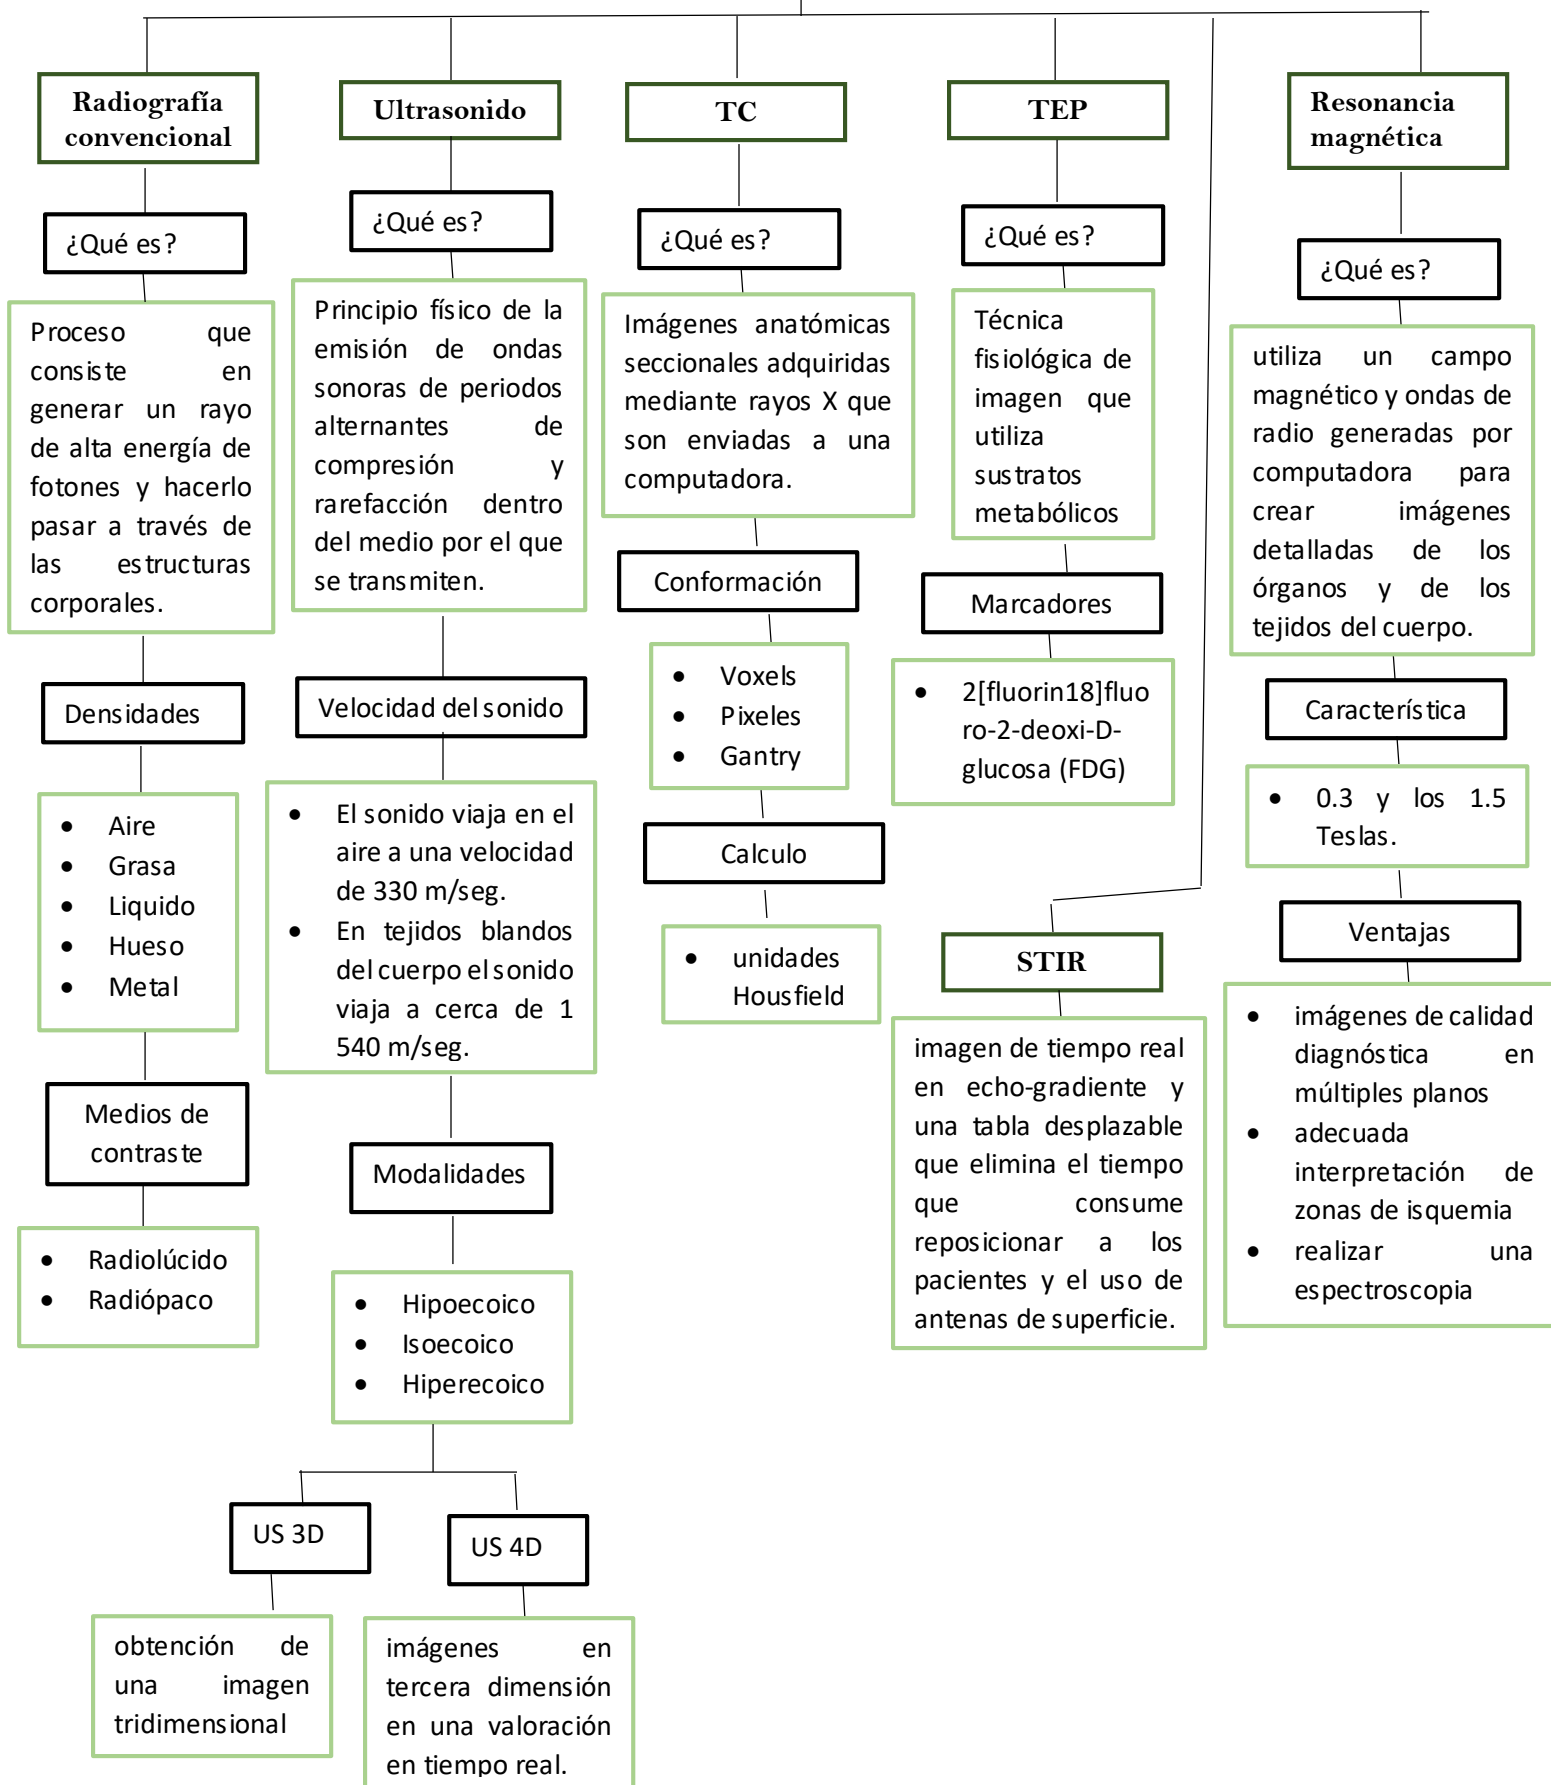 Radiografía
convencional
¿Qué es?
Proceso que
consiste en
generar un rayo
de alta energía de
fotones y hacerlo
pasar a través de
las estructuras
corporales.
Densidades
• Aire
• Grasa
• Liquido
• Hueso
• Metal
Medios de
contraste
• Radiolúcido
• Radiópaco
Ultrasonido
¿Qué es?
Principio físico de la
emisión de ondas
sonoras de periodos
alternantes de
compresión y
rarefacción dentro
del medio por el que
se transmiten.
Velocidad del sonido
• El sonido viaja en el
aire a una velocidad
de 330 m/seg.
• En tejidos blandos
del cuerpo el sonido
viaja a cerca de 1
540 m/seg.
Modalidades
• Hipoecoico
• Isoecoico
• Hiperecoico
US 3D
obtención de
una imagen
tridimensional
US 4D
imágenes en
tercera dimensión
en una valoración
en tiempo real.
TC
¿Qué es?
Imágenes anatómicas
seccionales adquiridas
mediante rayos X que
son enviadas a una
computadora.
Conformación
• Voxels
• Pixeles
• Gantry
Calculo
• unidades
Housfield
TEP
¿Qué es?
Técnica
fisiológica de
imagen que
utiliza
sustratos
metabólicos
Marcadores
• 2[fluorin18]fluo
ro-2-deoxi-D-
glucosa (FDG)
STIR
imagen de tiempo real
en echo-gradiente y
una tabla desplazable
que elimina el tiempo
que consume
reposicionar a los
pacientes y el uso de
antenas de superficie.
Resonancia
magnética
¿Qué es?
utiliza un campo
magnético y ondas de
radio generadas por
computadora para
crear imágenes
detalladas de los
órganos y de los
tejidos del cuerpo.
Característica
• 0.3 y los 1.5
Teslas.
Ventajas
• imágenes de calidad
diagnóstica en
múltiples planos
• adecuada
interpretación de
zonas de isquemia
• realizar una
espectroscopia